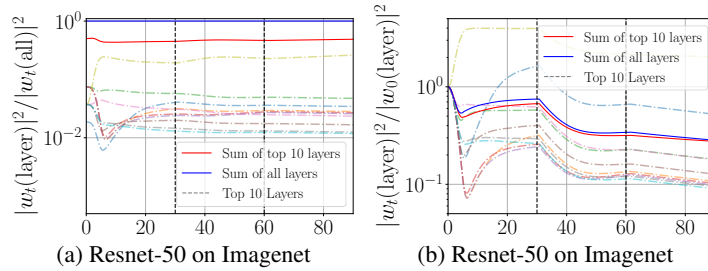 |w_t(layer)|^2/|w_t(all)|^2
10^0
10^{-2}
0 20 40 60 80
Sum of top 10 layers
Sum of all layers
Top 10 Layers
(a) Resnet-50 on Imagenet
|w_t(layer)|^2/|w_0(layer)|^2
10^0
10^{-1}
0 20 40 60 80
Sum of top 10 layers
Sum of all layers
Top 10 Layers
(b) Resnet-50 on Imagenet